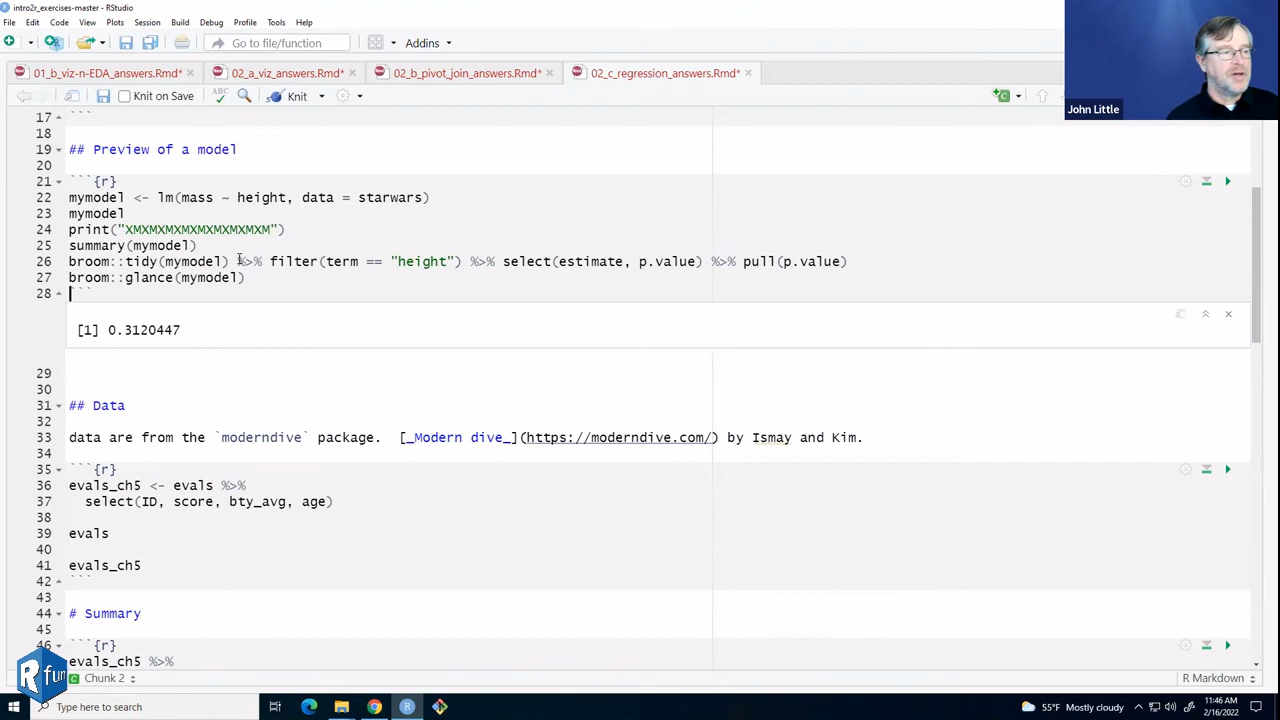 intro2r_exercises-master - RStudio
File Edit Code View Plots Session Build Debug Profile Tools Help
Go to file/function Addins
01_b_viz-n-EDA_answers.Rmd* 02_a_viz_answers.Rmd* 02_b_pivot_join_answers.Rmd* 02_c_regression_answers.Rmd*
Knit on Save ABC Knit
John Little
17 ```
18
19 ## Preview of a model
20
21 ```{r}
22 mymodel <- lm(mass ~ height, data = starwars)
23 mymodel
24 print("XMXMXMXMXMXMXMXMXM")
25 summary(mymodel)
26 broom::tidy(mymodel) %>% filter(term == "height") %>% select(estimate, p.value) %>% pull(p.value)
27 broom::glance(mymodel)
28 ```
[1] 0.3120447
29
30
31 ## Data
32
33 data are from the `moderndive` package. [_Modern dive_](https://moderndive.com/) by Ismay and Kim.
34
35 ```{r}
36 evals_ch5 <- evals %>%
37 select(ID, score, bty_avg, age)
38
39 evals
40
41 evals_ch5
42 ```
43
44 # Summary
45
46 ```{r}
evals_ch5 %>%
R fun
Chunk 2 R Markdown
Type here to search
55°F Mostly cloudy 11:46 AM
2/16/2022